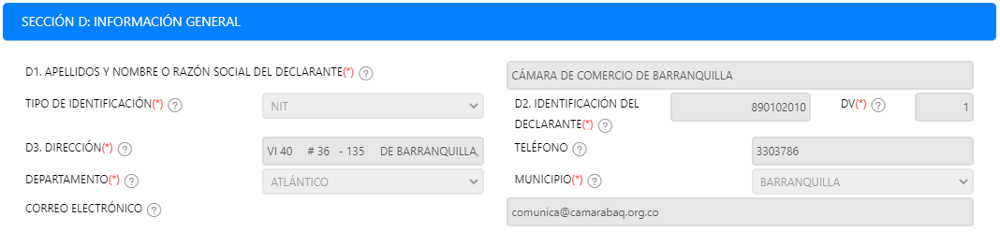 SECCIÓN D: INFORMACIÓN GENERAL
D1. APELLIDOS Y NOMBRE O RAZÓN SOCIAL DEL DECLARANTE(*) ?
CÁMARA DE COMERCIO DE BARRANQUILLA
TIPO DE IDENTIFICACIÓN(*) ?
NIT
D2. IDENTIFICACIÓN DEL
DECLARANTE(*) ?
890102010
DV(*) ?
1
D3. DIRECCIÓN(*) ?
VI 40 # 36 - 135 DE BARRANQUILLA,
TELÉFONO ?
3303786
DEPARTAMENTO(*) ?
ATLÁNTICO
MUNICIPIO(*) ?
BARRANQUILLA
CORREO ELECTRÓNICO ?
comunica@camarabaq.org.co